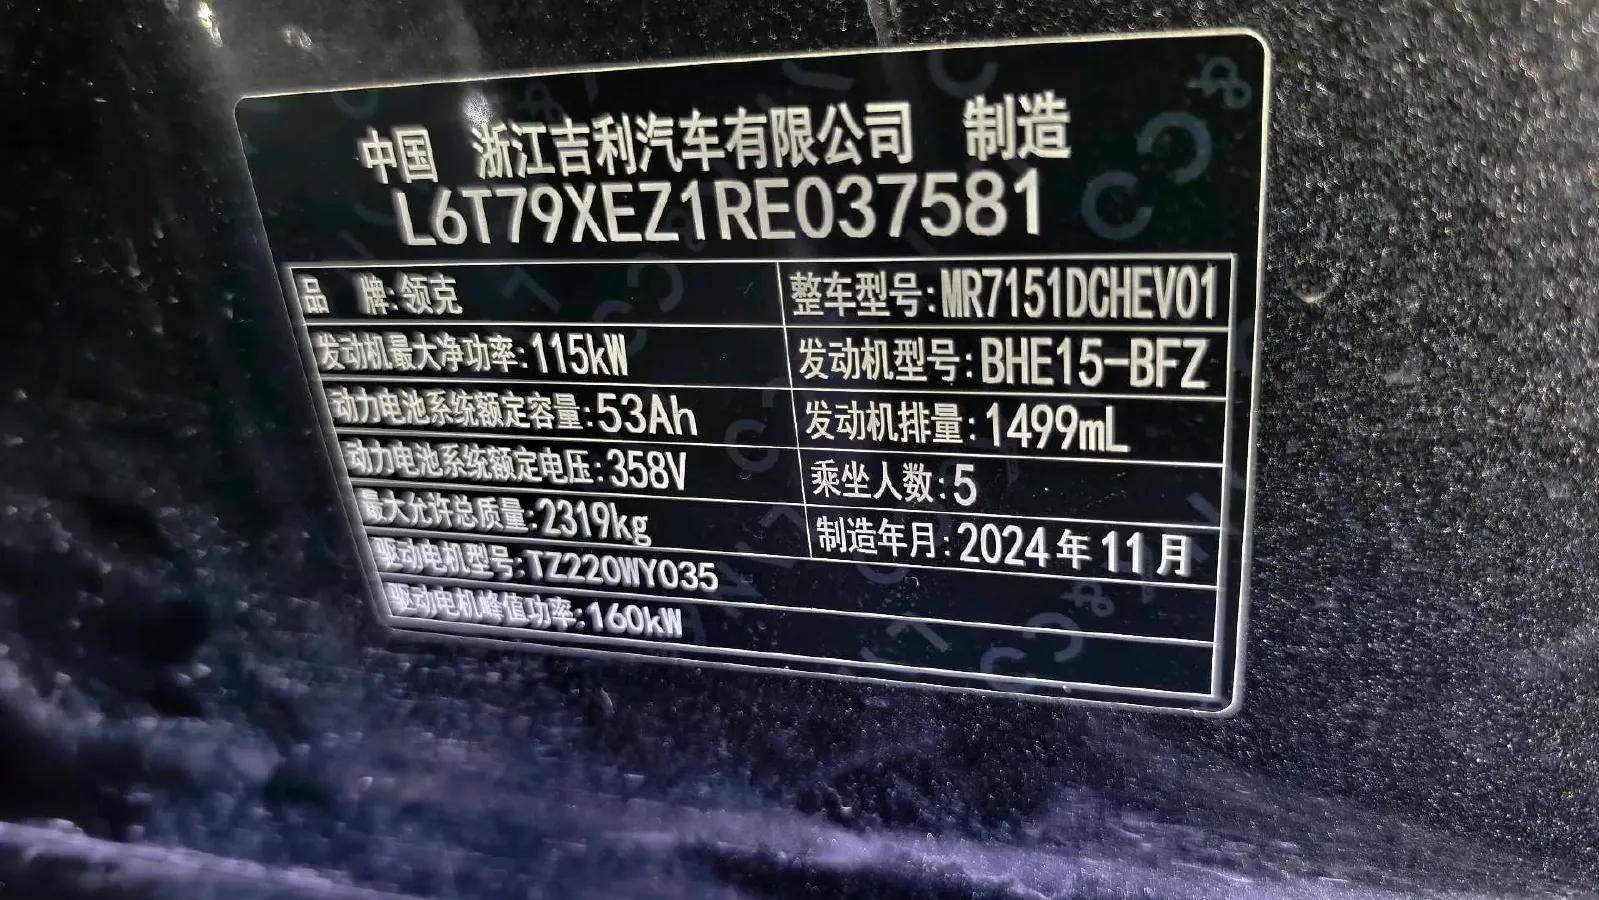 中国 浙江吉利汽车有限公司 制造
L6T79XEZ1RE037581
品 牌:领克 整车型号:MR7151DCHEV01
发动机最大净功率:115kW 发动机型号:BHE15-BFZ
动力电池系统额定容量:53Ah 发动机排量:1499mL
动力电池系统额定电压:358V 乘坐人数:5
最大允许总质量:2319kg 制造年月:2024年11月
驱动电机型号:TZ220WY035
驱动电机峰值功率:160kW